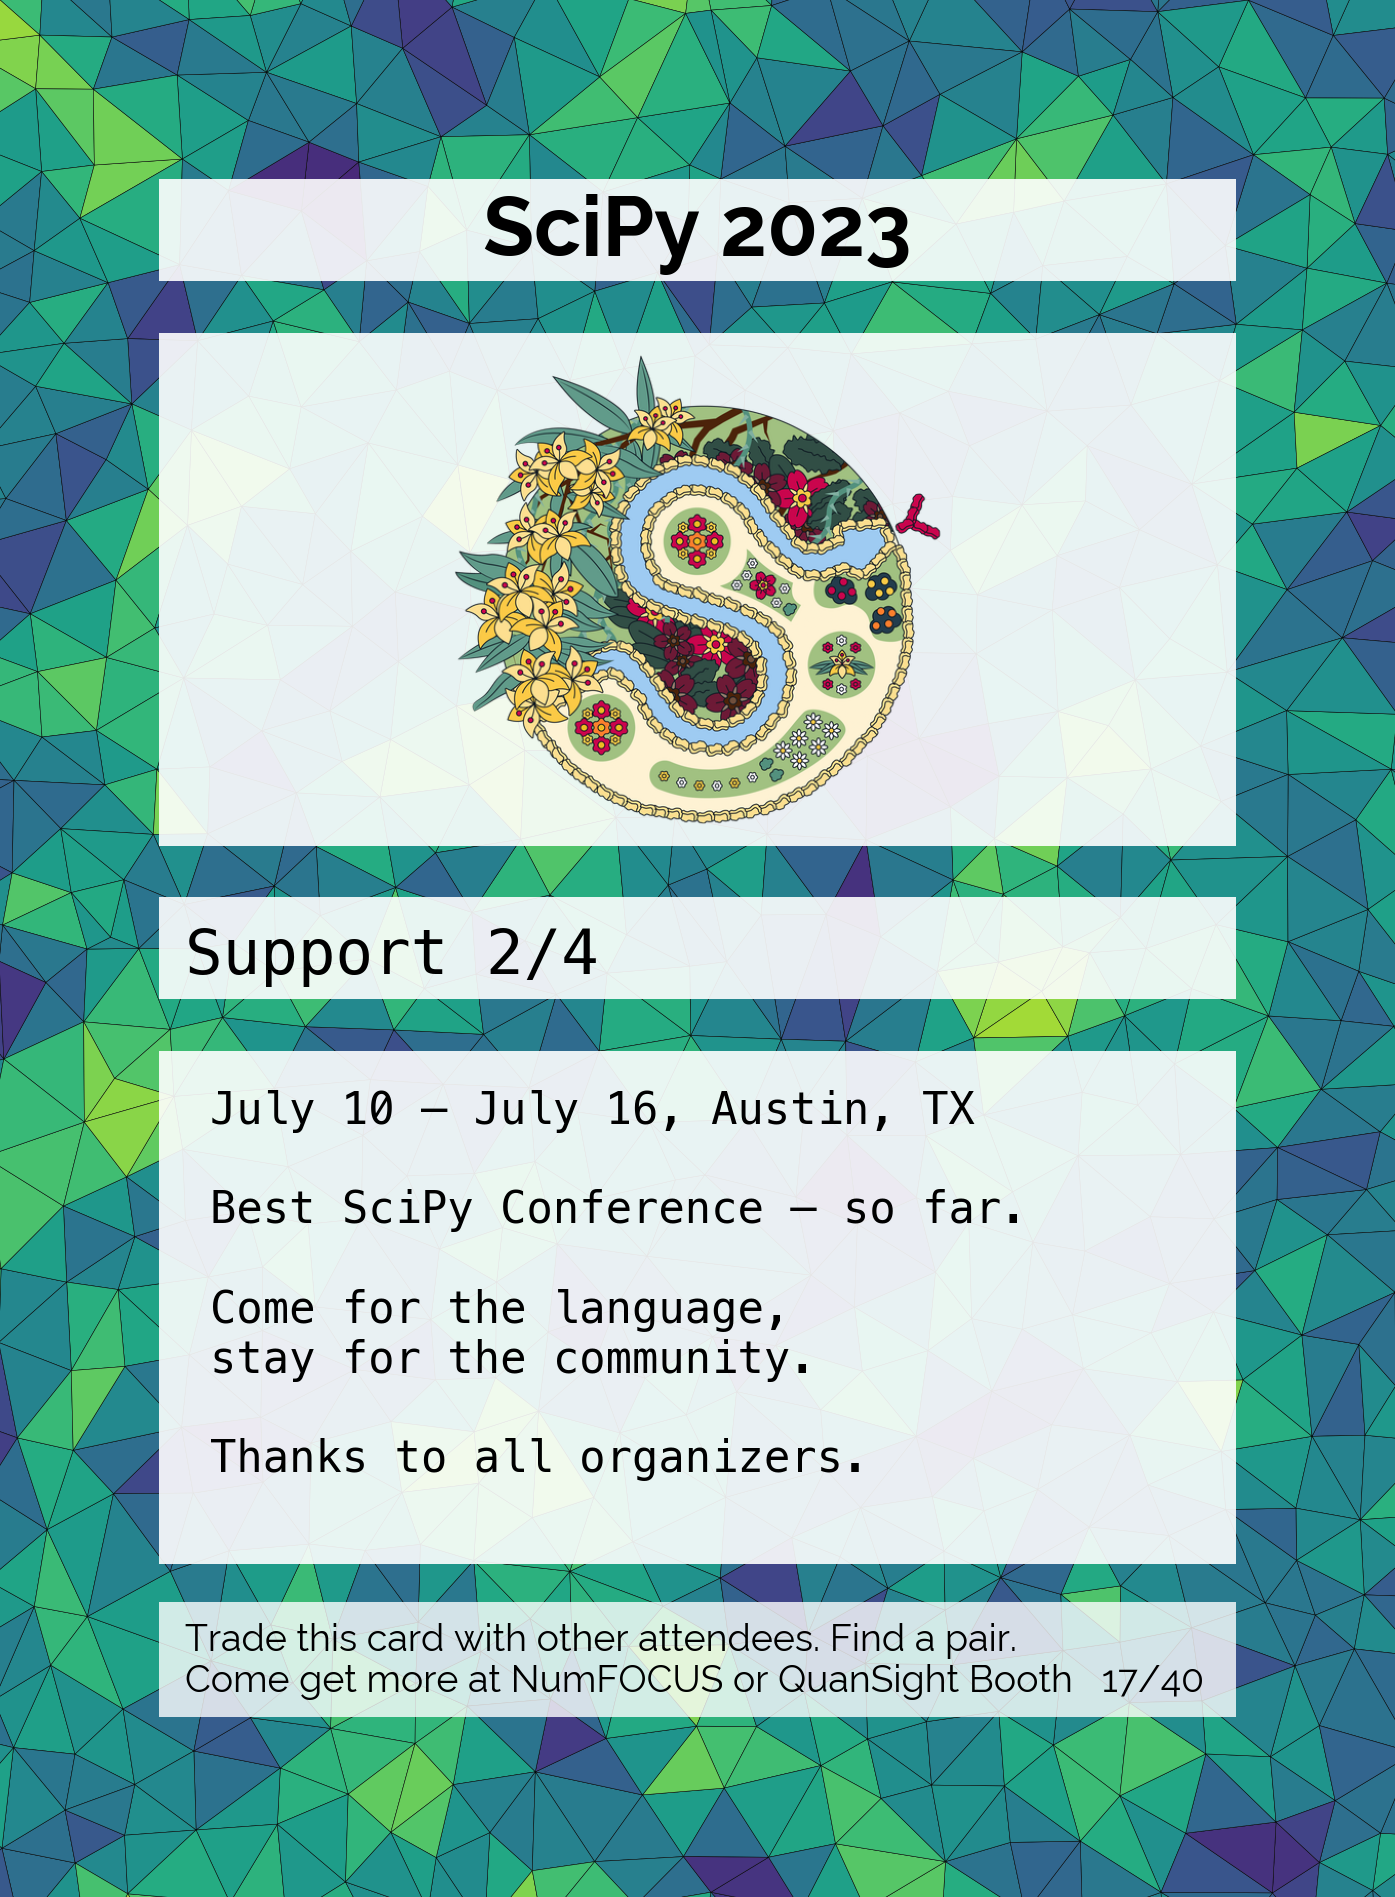 SciPy 2023
Support 2/4
July 10 – July 16, Austin, TX
Best SciPy Conference – so far.
Come for the language,
stay for the community.
Thanks to all organizers.
Trade this card with other attendees. Find a pair.
Come get more at NumFOCUS or QuanSight Booth 17/40